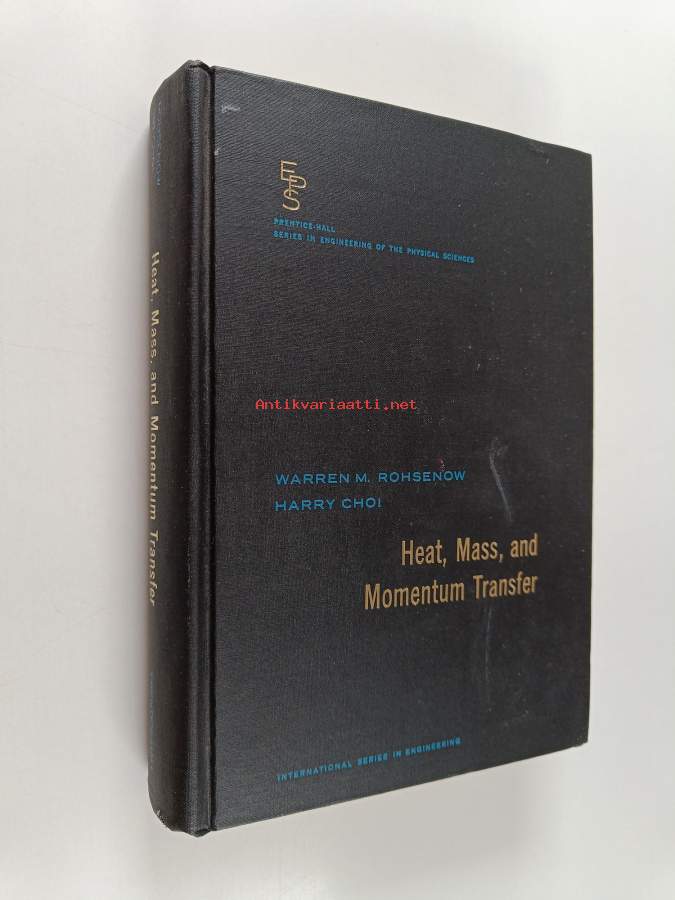 EPS
PRENTICE-HALL
SERIES IN ENGINEERING OF THE PHYSICAL SCIENCES
Antikvariaatti.net
WARREN M. ROHSENOW
HARRY CHOI
Heat, Mass, and
Momentum Transfer
INTERNATIONAL SERIES IN ENGINEERING
Heat, Mass, and Momentum Transfer